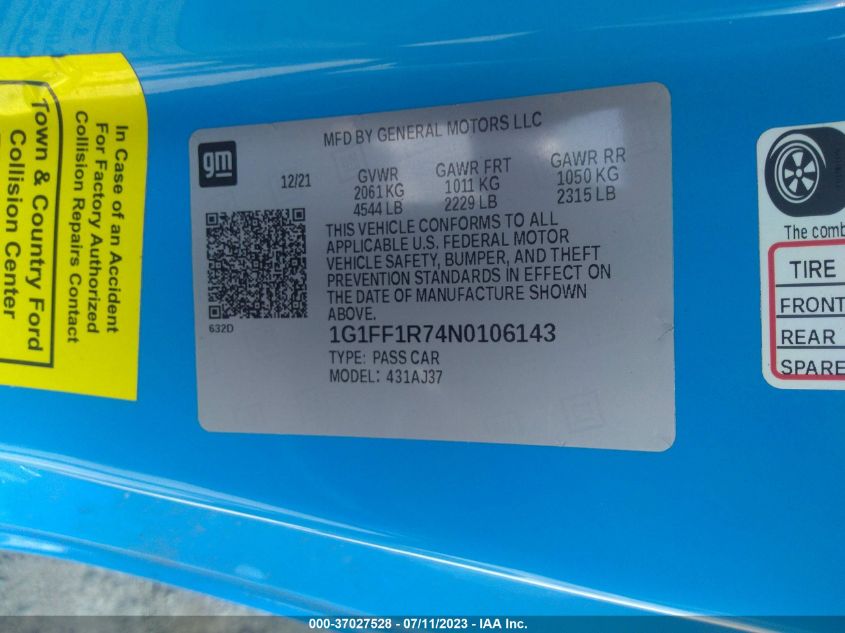 In Case of an Accident
For Factory Authorized
Collision Repairs Contact
Town & Country Ford
Collision Center
gm
MFD BY GENERAL MOTORS LLC
12/21
GVWR
2061 KG
4544 LB
GAWR FRT
1011 KG
2229 LB
GAWR RR
1050 KG
2315 LB
THIS VEHICLE CONFORMS TO ALL
APPLICABLE U.S. FEDERAL MOTOR
VEHICLE SAFETY, BUMPER, AND THEFT
PREVENTION STANDARDS IN EFFECT ON
THE DATE OF MANUFACTURE SHOWN
ABOVE.
632D
1G1FF1R74N0106143
TYPE: PASS CAR
MODEL: 431AJ37
The comb
TIRE
FRONT
REAR
SPARE
000-37027528 - 07/11/2023 - IAA Inc.